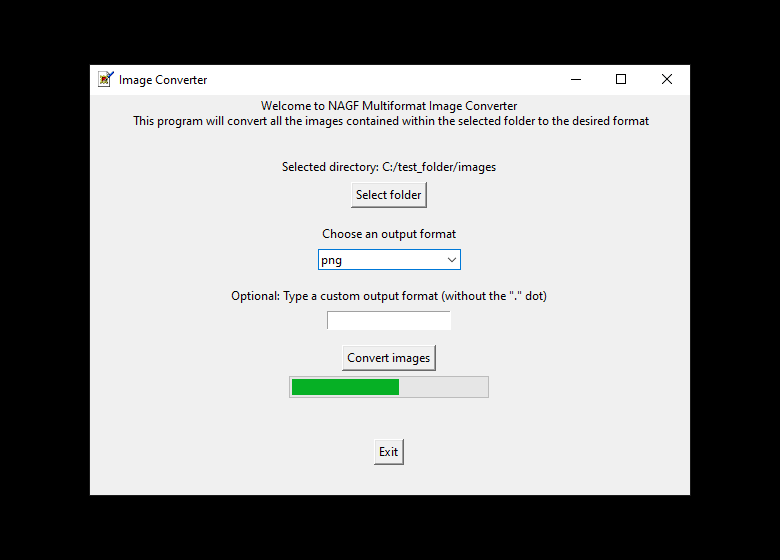 Image Converter
Welcome to NAGF Multiformat Image Converter
This program will convert all the images contained within the selected folder to the desired format
Selected directory: C:/test_folder/images
Select folder
Choose an output format
png
Optional: Type a custom output format (without the "." dot)
Convert images
Exit